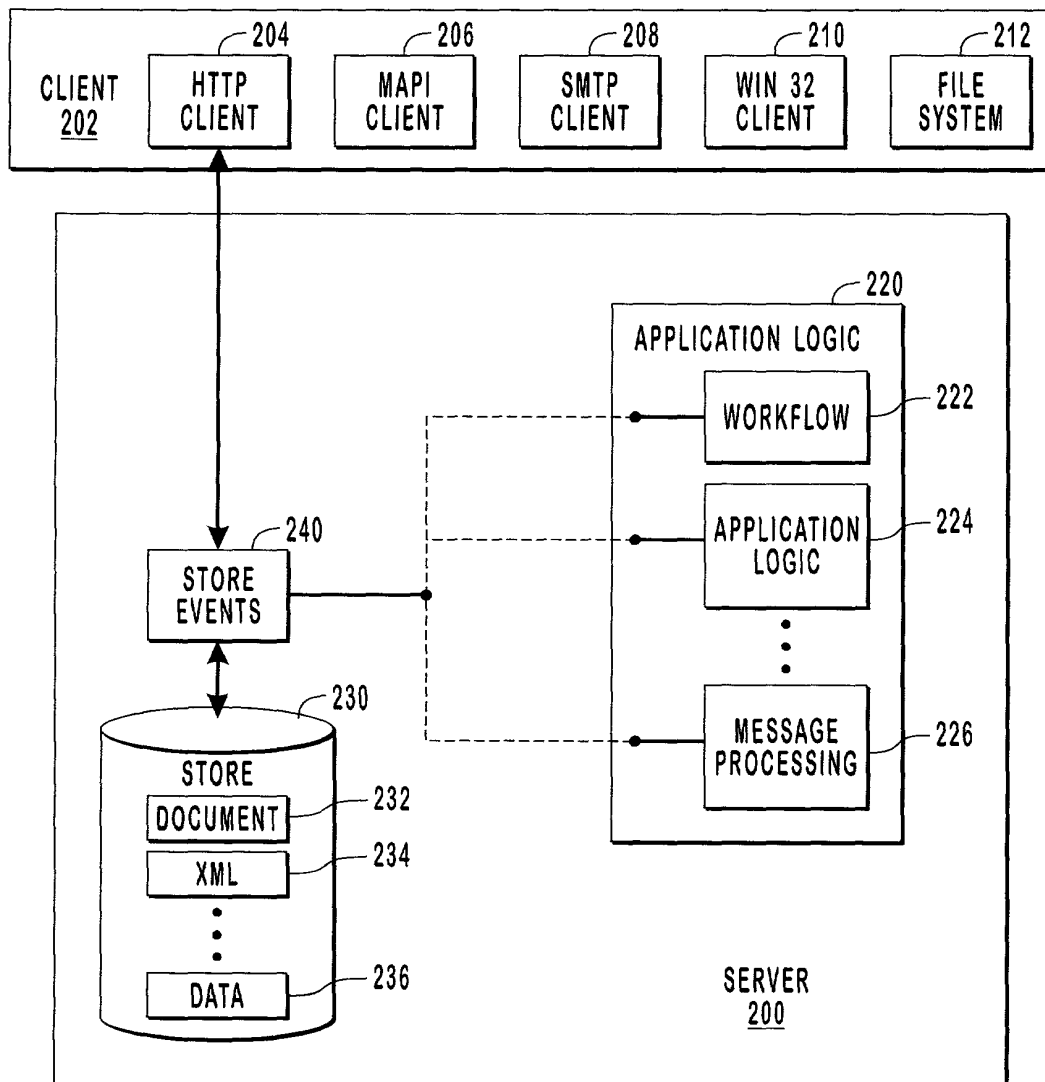 204
206
208
210
212
CLIENT
202
HTTP
CLIENT
MAPI
CLIENT
SMTP
CLIENT
WIN 32
CLIENT
FILE
SYSTEM
220
APPLICATION LOGIC
WORKFLOW
222
APPLICATION
LOGIC
224
240
STORE
EVENTS
MESSAGE
PROCESSING
226
230
STORE
DOCUMENT
232
XML
234
DATA
236
SERVER
200